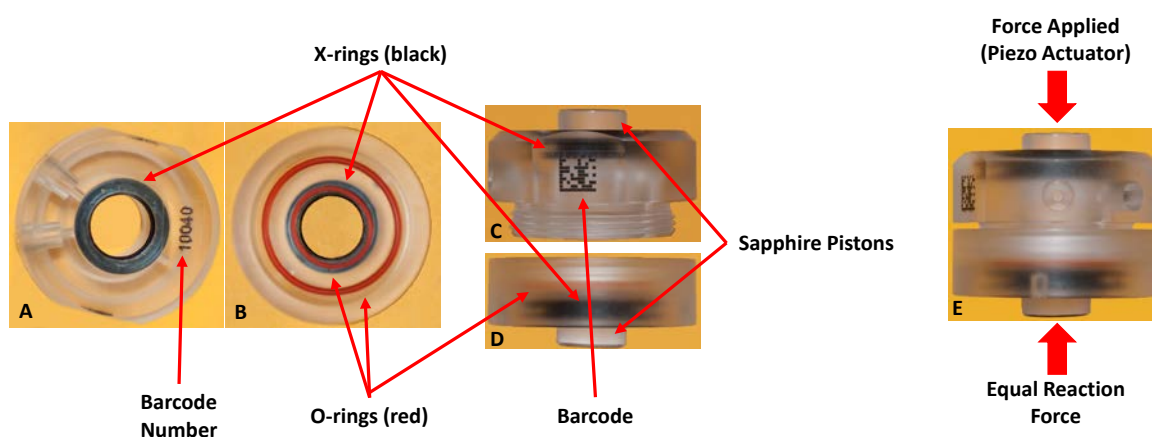 X-rings (black)
Force Applied
(Piezo Actuator)
10040
A
B
C
D
E
Sapphire Pistons
Barcode
Number
O-rings (red)
Barcode
Equal Reaction
Force